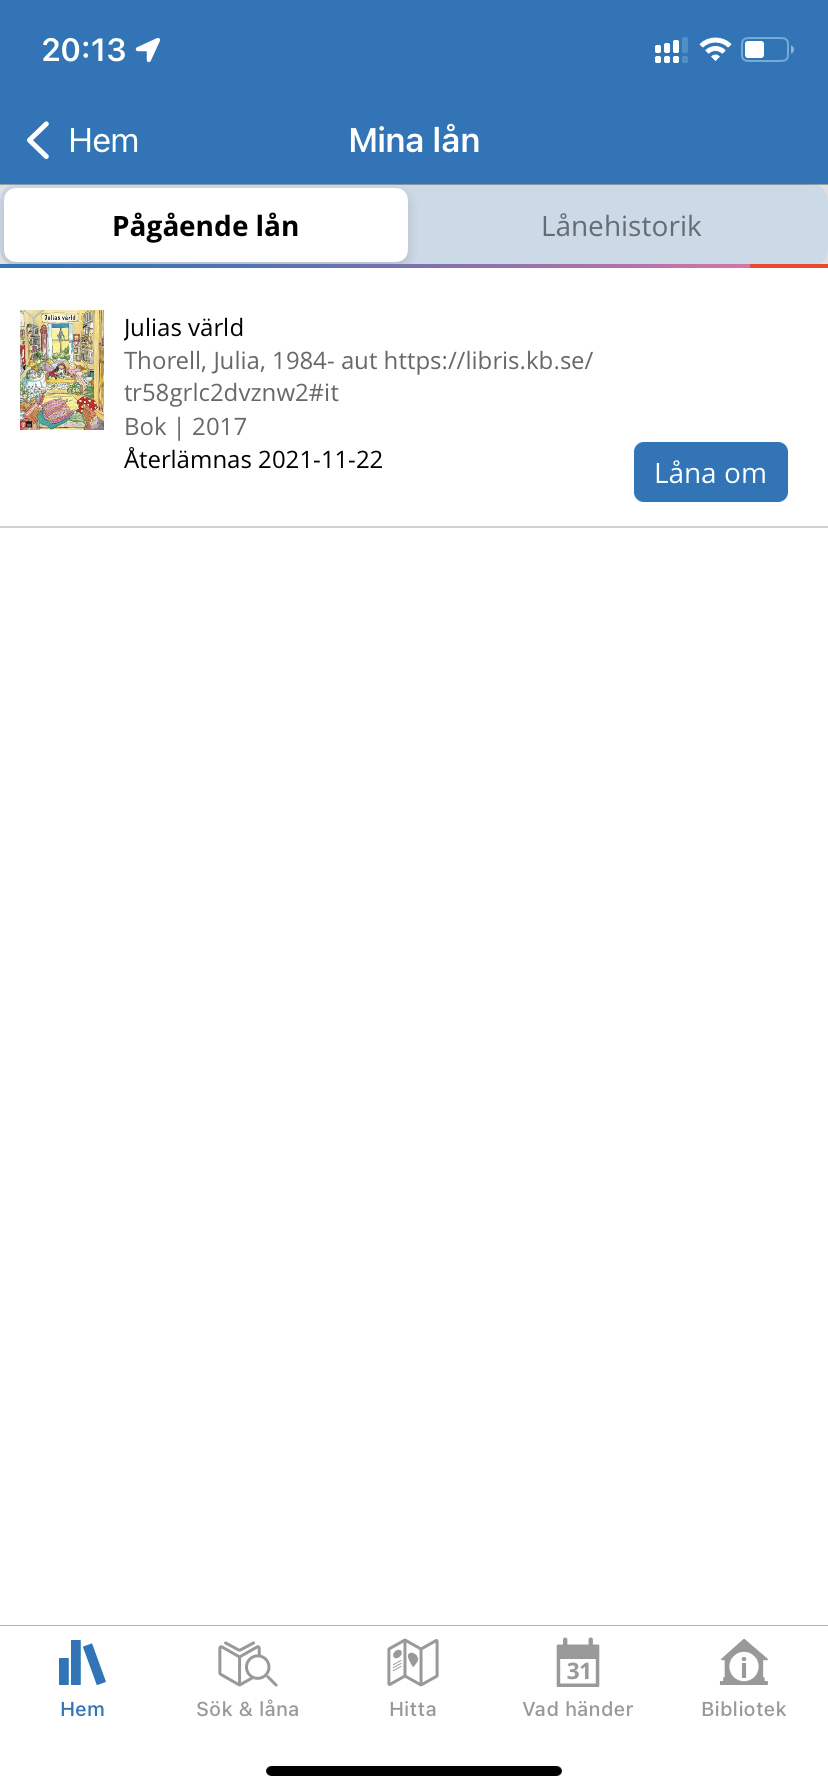 20:13
Hem
Mina lån
Pågående lån
Lånehistorik
Julias värld
Julias värld
Thorell, Julia, 1984- aut https://libris.kb.se/
tr58grlc2dvznw2#it
Bok | 2017
Återlämnas 2021-11-22
Låna om
31
Hem
Sök & låna
Hitta
Vad händer
Bibliotek